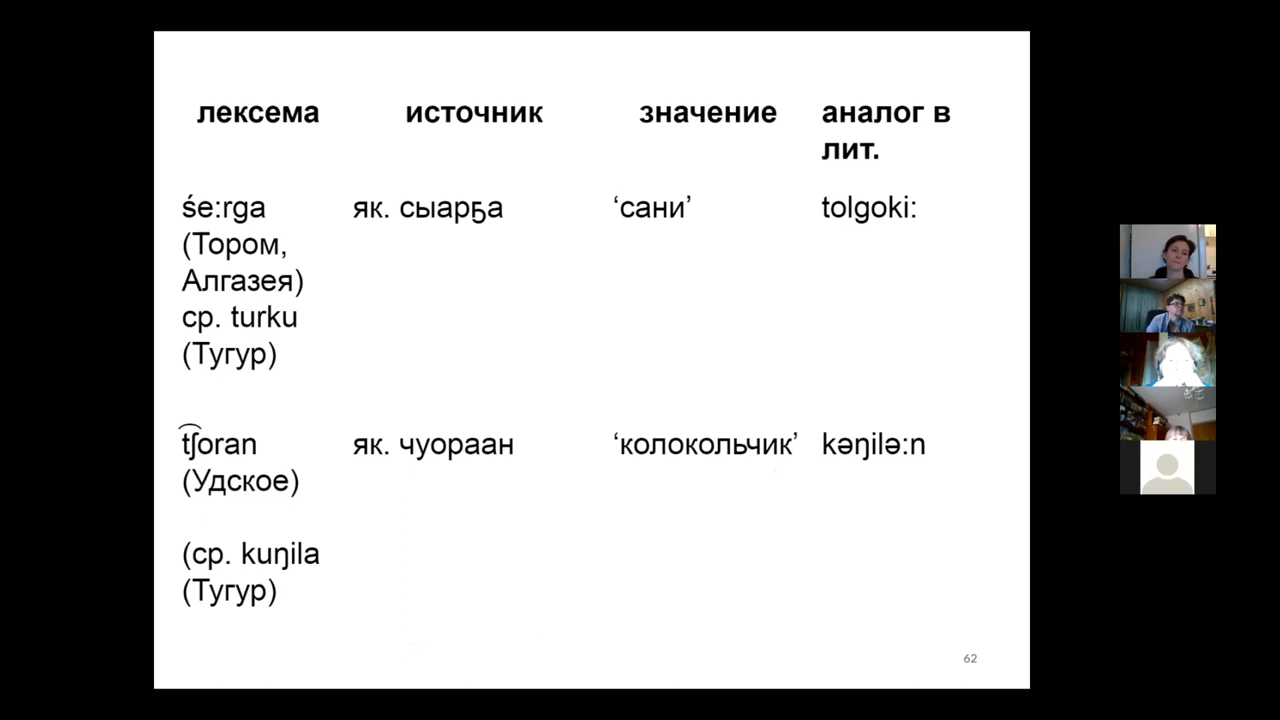 лексема источник значение аналог в
лит.
śe:rga як. сыарҕа ‘сани’ tolgoki:
(Тором,
Алгазея)
ср. turku
(Тугур)
t͡ʃoran як. чуораан ‘колокольчик’ kəŋilə:n
(Удское)
(ср. kuŋila
(Тугур)
62